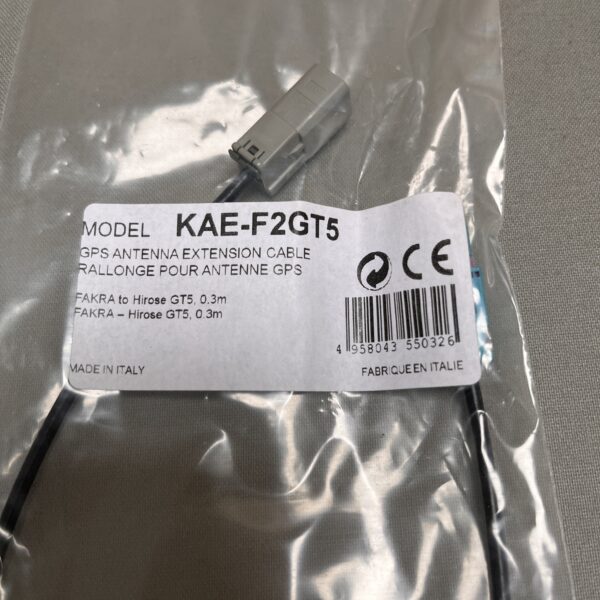 MODEL KAE-F2GT5
GPS ANTENNA EXTENSION CABLE
RALLONGE POUR ANTENNE GPS
FAKRA to Hirose GT5, 0.3m
FAKRA – Hirose GT5, 0.3m
CE
4 958043 550326
MADE IN ITALY
FABRIQUE EN ITALIE